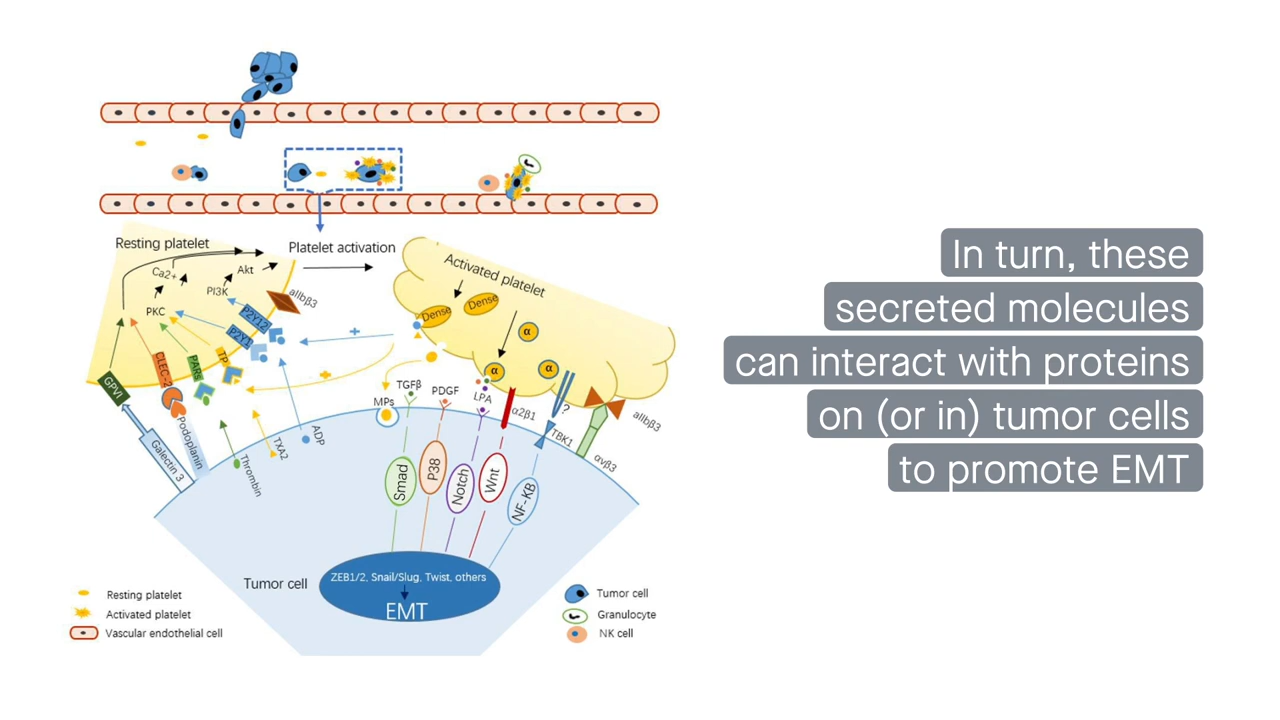 Resting platelet
Platelet activation
Activated platelet
Ca2+
Akt
PI3K
PKC
αIIbβ3
P2Y12
P2Y1
TP
PARs
CLEC-2
GPVI
Dense
Dense
α
α
α
+
+
Galectin 3
Podoplanin
Thrombin
TXA2
ADP
MPs
TGFβ
PDGF
LPA
α2β1
?
TBK1
αIIbβ3
αvβ3
Smad
P38
Notch
Wnt
NF-KB
Tumor cell
ZEB1/2, Snail/Slug, Twist, others
EMT
Resting platelet
Activated platelet
Vascular endothelial cell
Tumor cell
Granulocyte
NK cell
In turn, these
secreted molecules
can interact with proteins
on (or in) tumor cells
to promote EMT